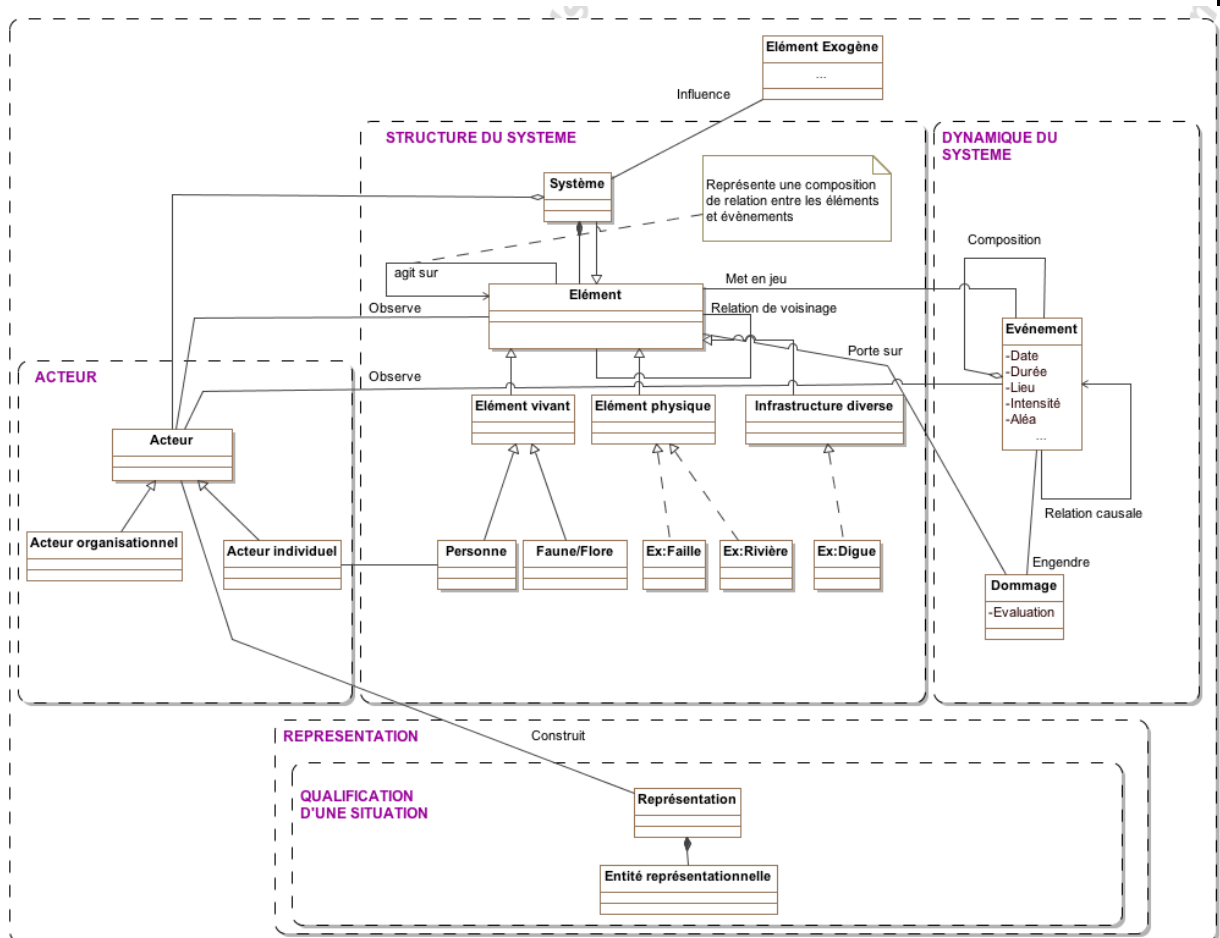 Elément Exogène
...
Influence
STRUCTURE DU SYSTEME
DYNAMIQUE DU
SYSTEME
Système
Représente une composition
de relation entre les éléments
et évènements
Composition
agit sur
Met en jeu
Elément
Observe
Relation de voisinage
Evénement
-Date
-Durée
-Lieu
-Intensité
-Aléa
...
Porte sur
ACTEUR
Observe
Elément vivant
Elément physique
Infrastructure diverse
Acteur
Relation causale
Acteur organisationnel
Acteur individuel
Personne
Faune/Flore
Ex:Faille
Ex:Rivière
Ex:Digue
Engendre
Dommage
-Evaluation
REPRESENTATION
Construit
QUALIFICATION
D'UNE SITUATION
Représentation
Entité représentationnelle